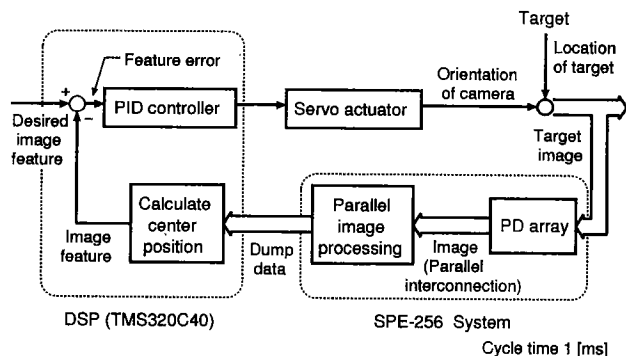 Target
Feature error
Location
of target
Orientation
of camera
+
−
PID controller
Servo actuator
Desired
image
feature
Target
image
Calculate
center
position
Parallel
image
processing
PD array
Image
feature
Dump
data
Image
(Parallel
interconnection)
DSP (TMS320C40)
SPE-256 System
Cycle time 1 [ms]